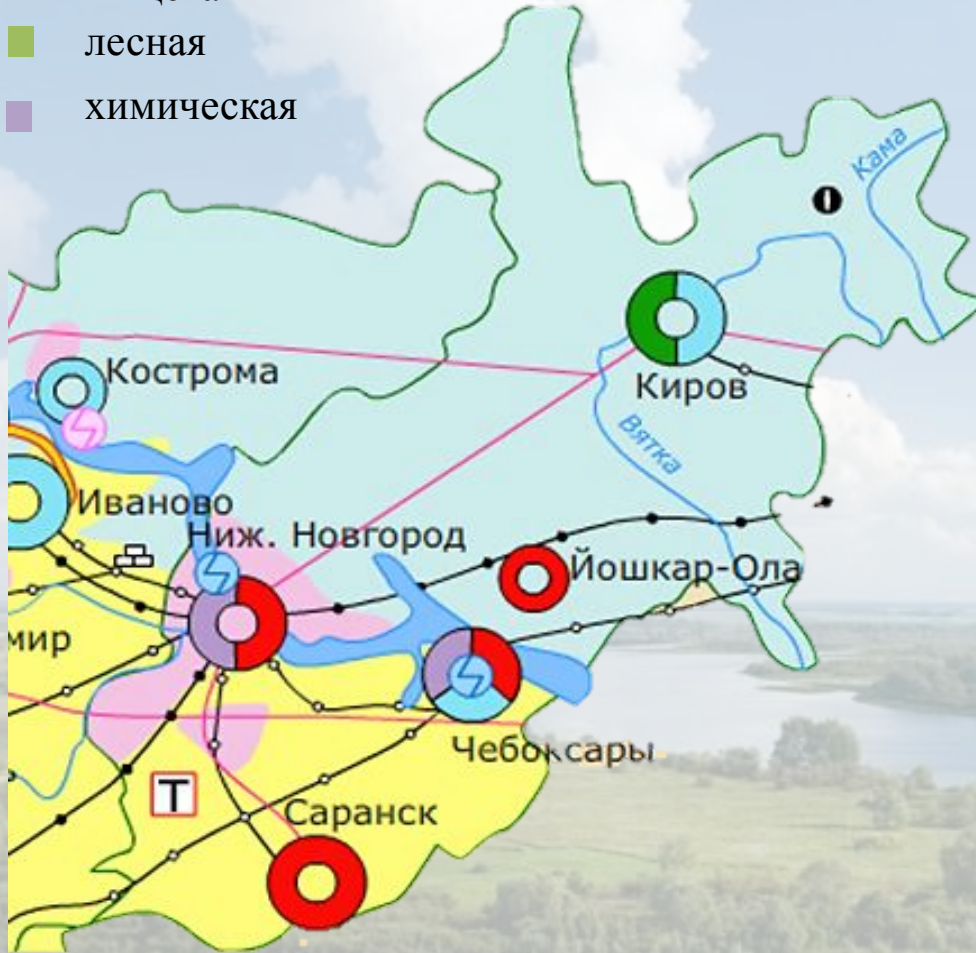 лесная
химическая
Кама
Кострома
Киров
Вятка
Иваново
Ниж. Новгород
Йошкар-Ола
мир
Чебоксары
Т
Саранск